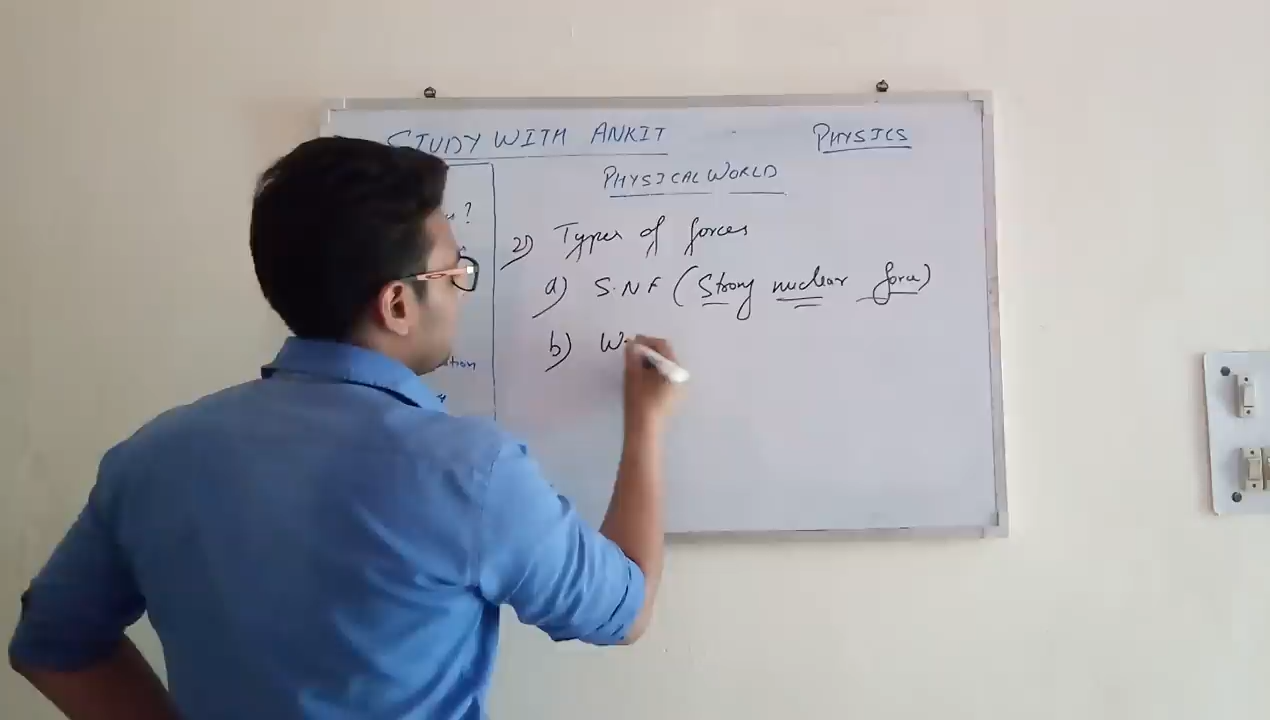 STUDY WITH ANKIT
PHYSICS
PHYSICAL WORLD
?
2) Types of forces
a) S.N.F (Strong nuclear force)
b) W.